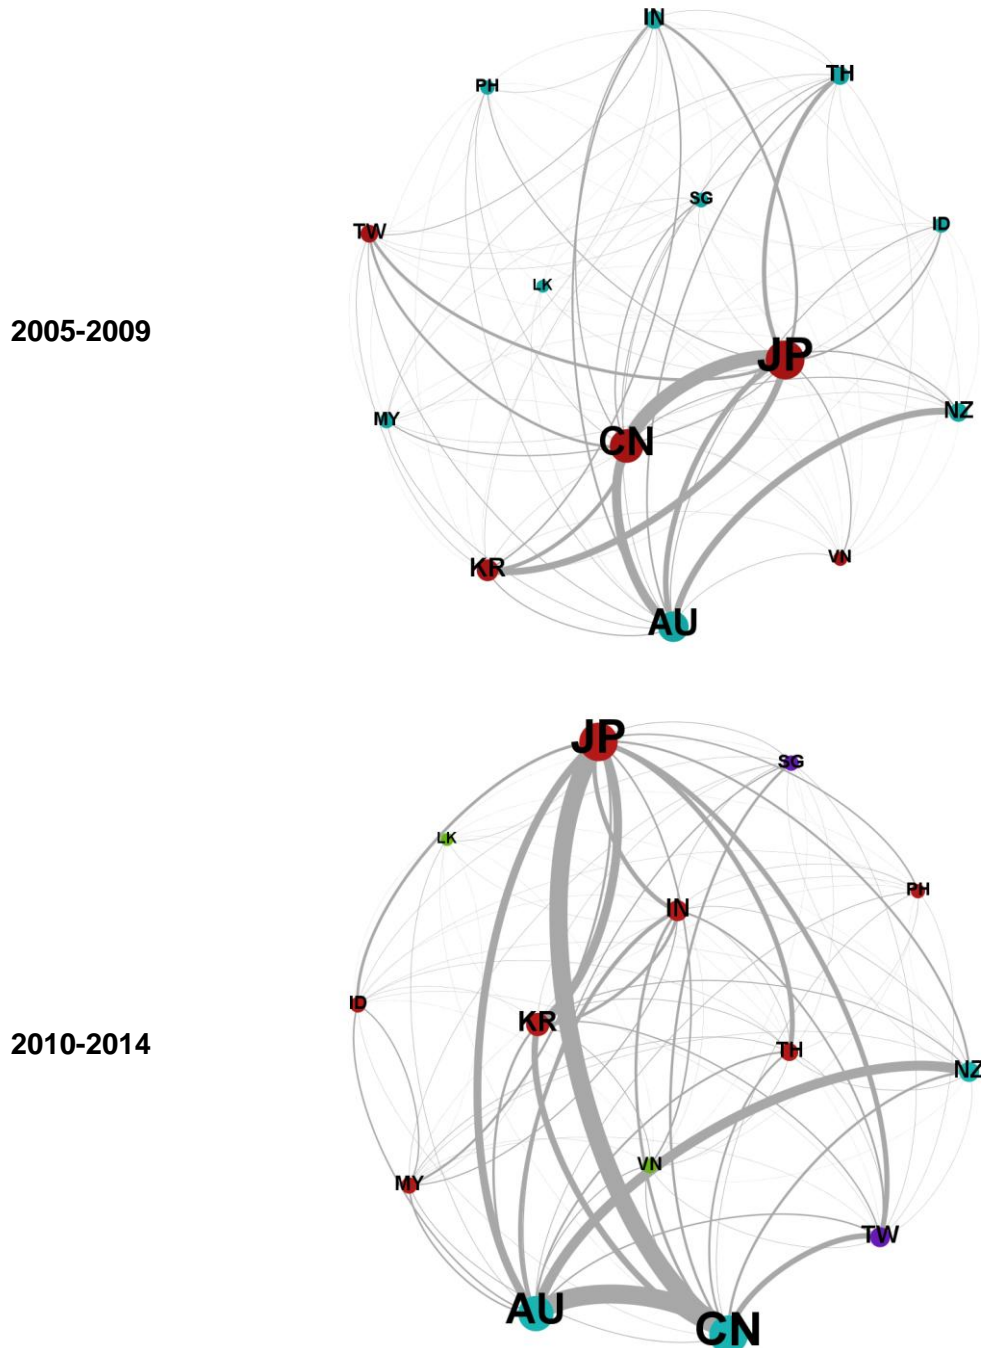 IN
TH
PH
SG
TW
ID
LK
2005-2009
JP
MY
NZ
CN
VN
KR
AU
JP
SG
LK
PH
IN
ID
KR
2010-2014
TH
NZ
VN
MY
TW
AU
CN